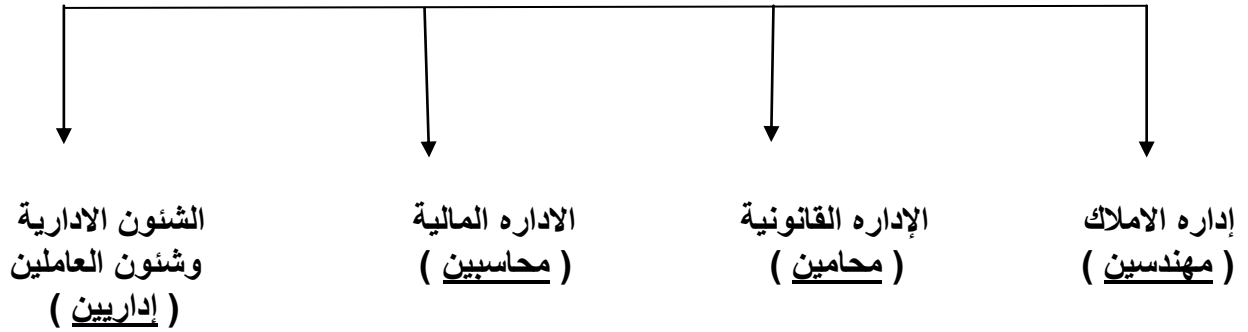 إداره الاملاك
( مهندسين )
الإداره القانونية
( محامين )
الاداره المالية
( محاسبين )
الشئون الادارية
وشئون العاملين
( إداريين )